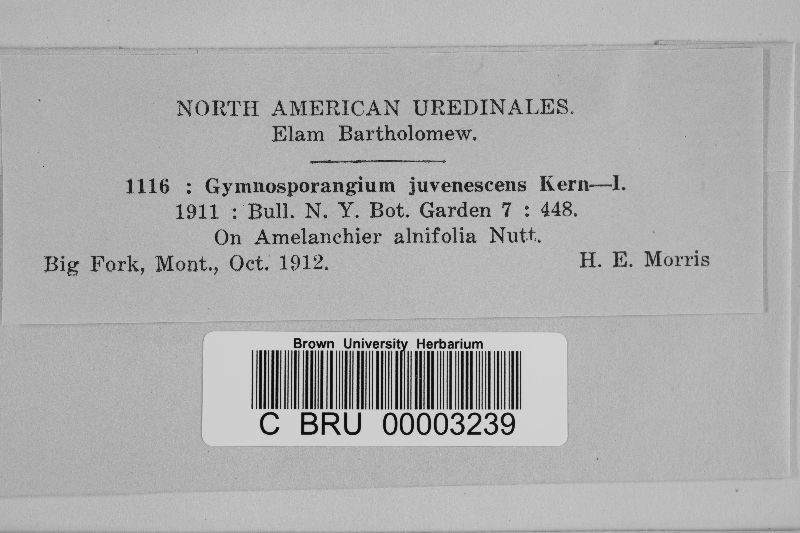 NORTH AMERICAN UREDINALES.
Elam Bartholomew.
1116 : Gymnosporangium juvenescens Kern—I.
1911 : Bull. N. Y. Bot. Garden 7 : 448.
On Amelanchier alnifolia Nutt.
Big Fork, Mont., Oct. 1912. H. E. Morris
Brown University Herbarium
C BRU 00003239